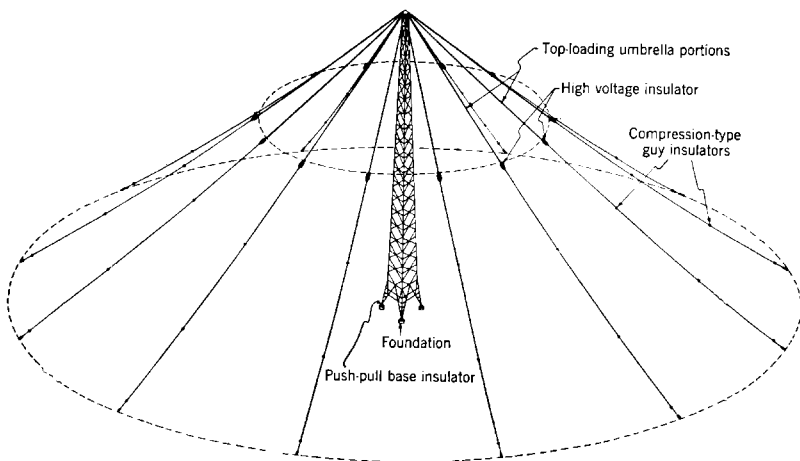 Top-loading umbrella portions
High voltage insulator
Compression-type
guy insulators
Foundation
Push-pull base insulator